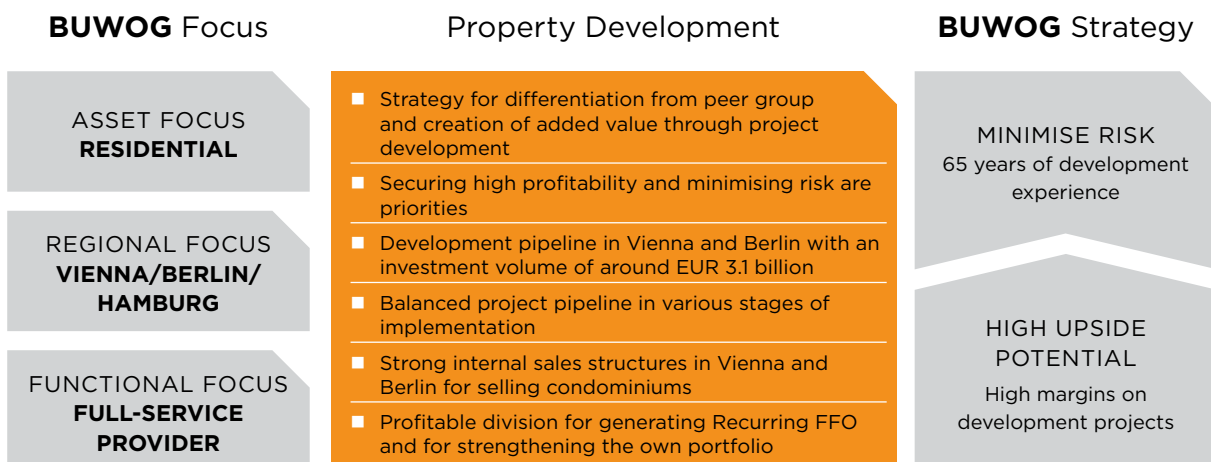 BUWOG Focus
ASSET FOCUS
RESIDENTIAL
REGIONAL FOCUS
VIENNA/BERLIN/
HAMBURG
FUNCTIONAL FOCUS
FULL-SERVICE
PROVIDER
Property Development
Strategy for differentiation from peer group
and creation of added value through project
development
Securing high profitability and minimising risk are
priorities
Development pipeline in Vienna and Berlin with an
investment volume of around EUR 3.1 billion
Balanced project pipeline in various stages of
implementation
Strong internal sales structures in Vienna and
Berlin for selling condominiums
Profitable division for generating Recurring FFO
and for strengthening the own portfolio
BUWOG Strategy
MINIMISE RISK
65 years of development
experience
HIGH UPSIDE
POTENTIAL
High margins on
development projects